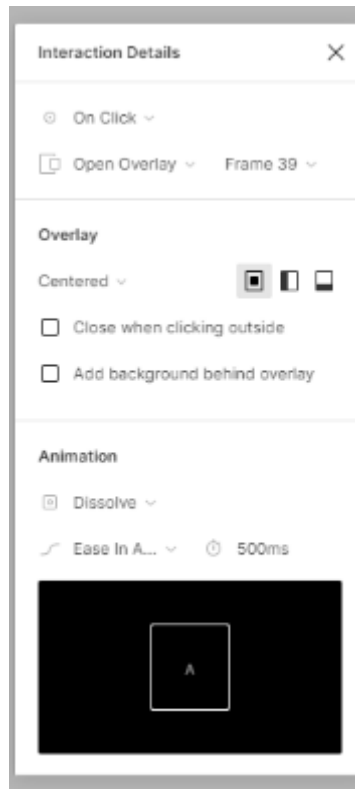 Interaction Details
On Click
Open Overlay Frame 39
Overlay
Centered
Close when clicking outside
Add background behind overlay
Animation
Dissolve
Ease In A... 500ms
A